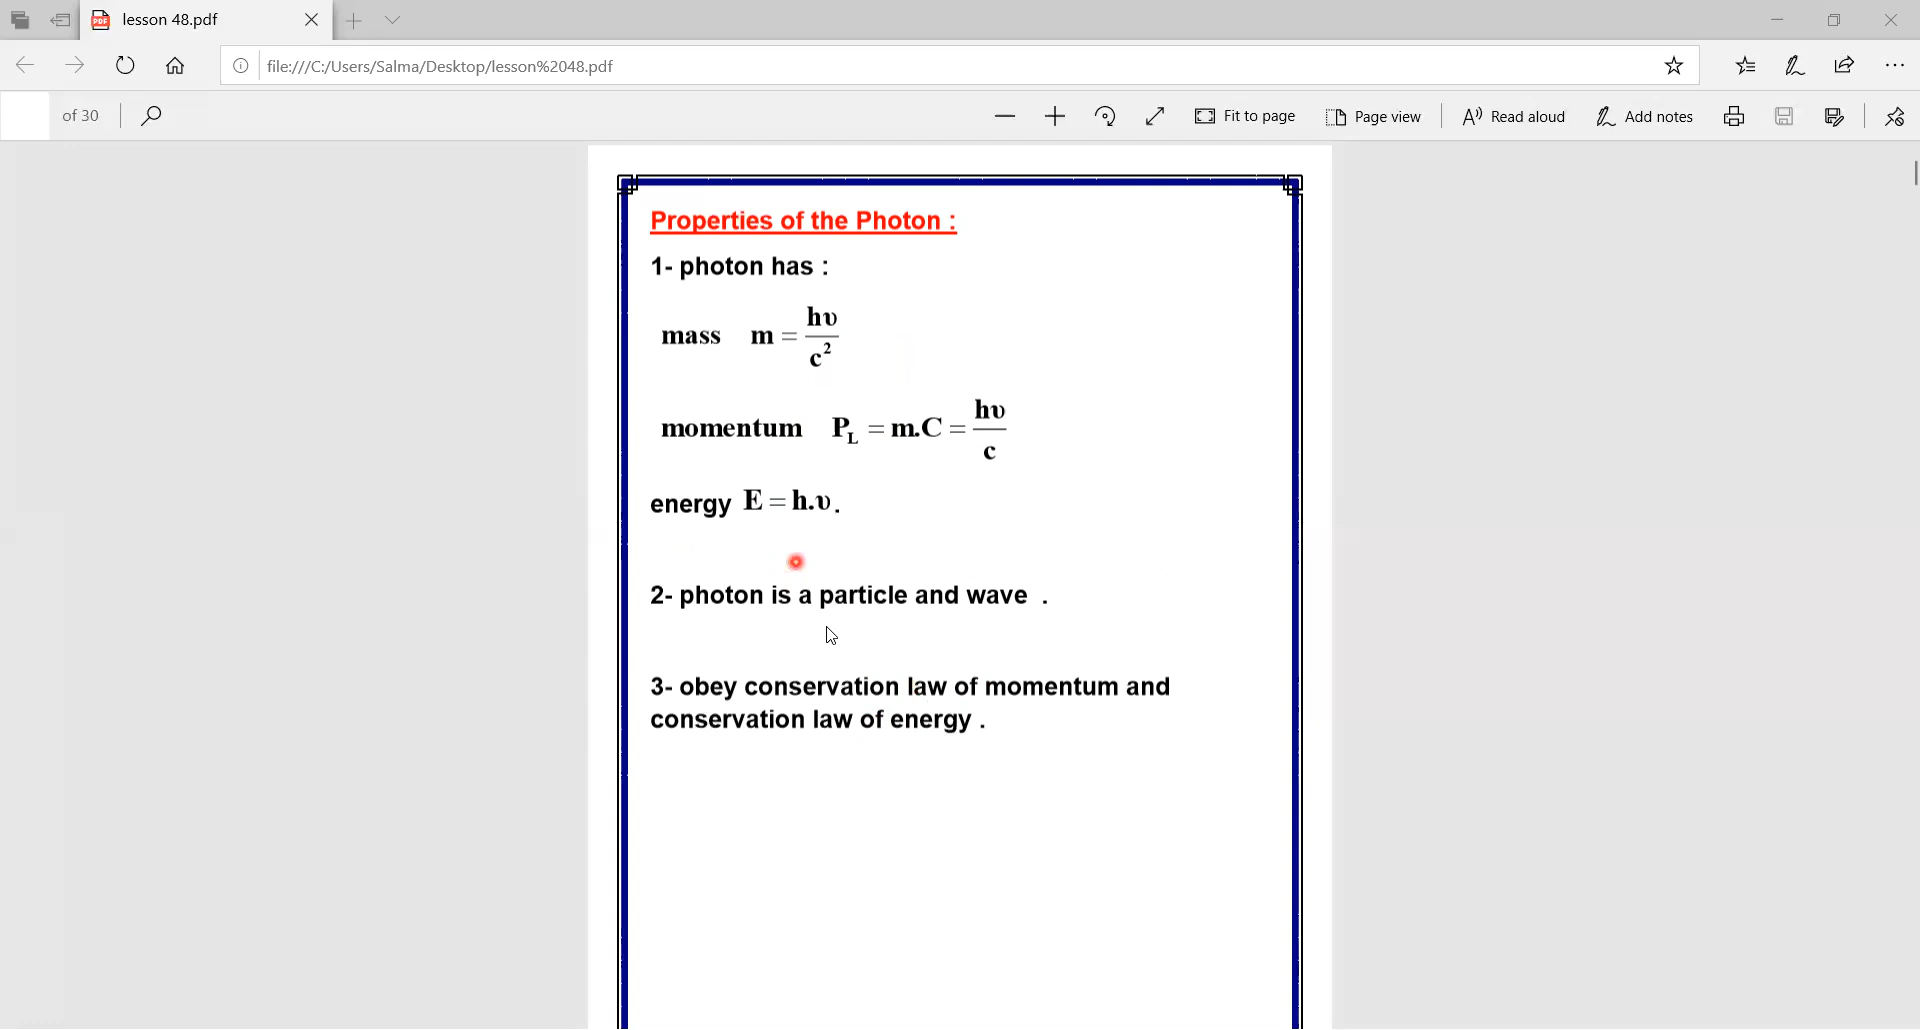 lesson 48.pdf
file:///C:/Users/Salma/Desktop/lesson%2048.pdf
of 30
Fit to page
Page view
Read aloud
Add notes
Properties of the Photon :
1- photon has :
mass m = hυ / c²
momentum P_L = m.C = hυ / c
energy E = h.υ.
2- photon is a particle and wave .
3- obey conservation law of momentum and
conservation law of energy .